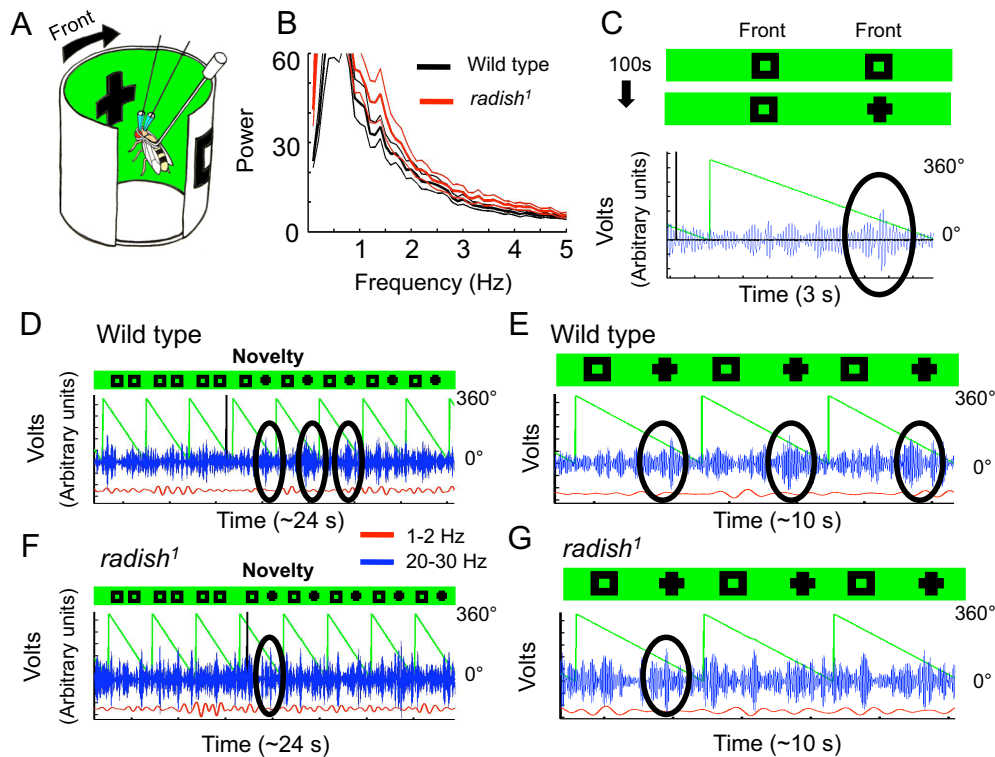 A
Front
B
60
30
0
Power
Wild type
radish¹
1
2
3
4
5
Frequency (Hz)
C
Front
Front
100s
Volts
(Arbitrary units)
360°
0°
Time (3 s)
D
Wild type
Novelty
Volts
(Arbitrary units)
360°
0°
Time (~24 s)
E
Wild type
Volts
360°
0°
Time (~10 s)
F
radish¹
1-2 Hz
20-30 Hz
Novelty
Volts
(Arbitrary units)
360°
0°
Time (~24 s)
G
radish¹
Volts
360°
0°
Time (~10 s)